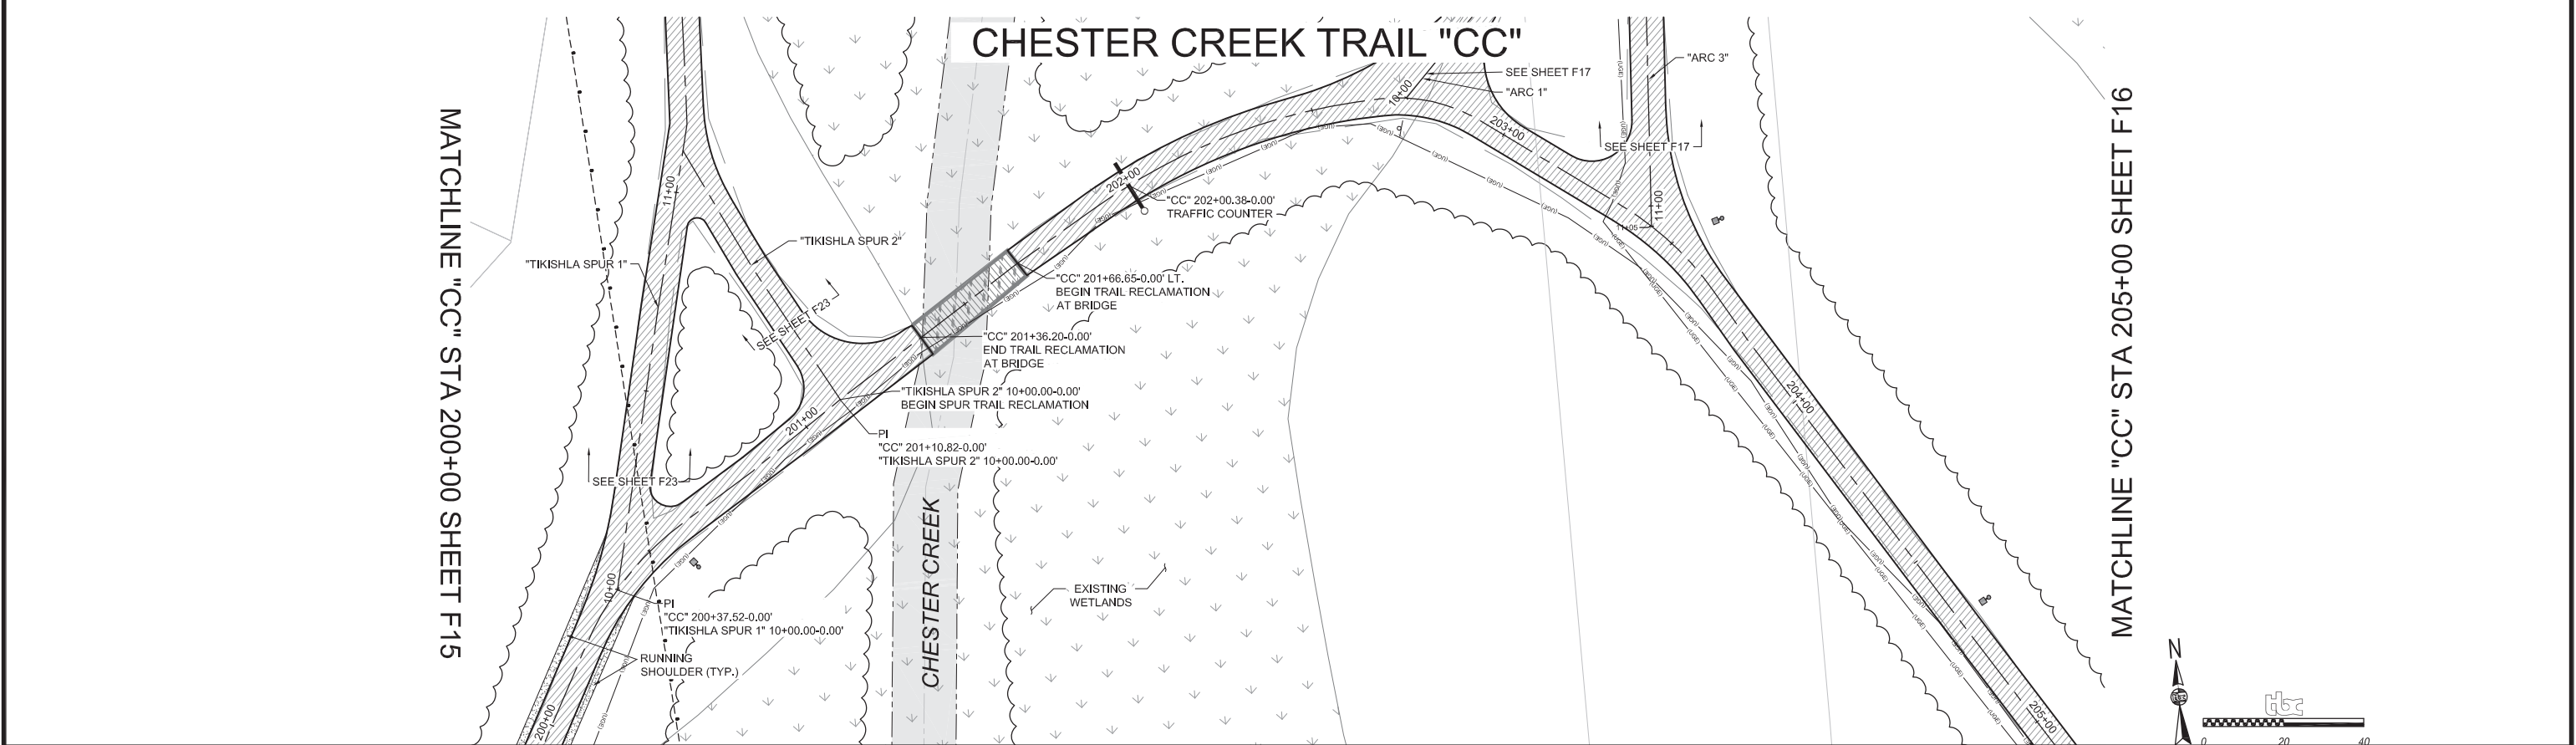 CHESTER CREEK TRAIL "CC"
MATCHLINE "CC" STA 200+00 SHEET F15
MATCHLINE "CC" STA 205+00 SHEET F16
SEE SHEET F17
"ARC 1"
10+00
"ARC 3"
203+00
SEE SHEET F17
11+00
11+05
11+00
"TIKISHLA SPUR 2"
"TIKISHLA SPUR 1"
SEE SHEET F23
202+00
"CC" 202+00.38-0.00'
TRAFFIC COUNTER
"CC" 201+66.65-0.00' LT.
BEGIN TRAIL RECLAMATION
AT BRIDGE
"CC" 201+36.20-0.00'
END TRAIL RECLAMATION
AT BRIDGE
"TIKISHLA SPUR 2" 10+00.00-0.00'
BEGIN SPUR TRAIL RECLAMATION
201+00
PI
"CC" 201+10.82-0.00'
"TIKISHLA SPUR 2" 10+00.00-0.00'
204+00
SEE SHEET F23
CHESTER CREEK
EXISTING
WETLANDS
10+00
PI
"CC" 200+37.52-0.00'
"TIKISHLA SPUR 1" 10+00.00-0.00'
RUNNING
SHOULDER (TYP.)
200+00
205+00
(UGE)
N
tbx
0 20 40